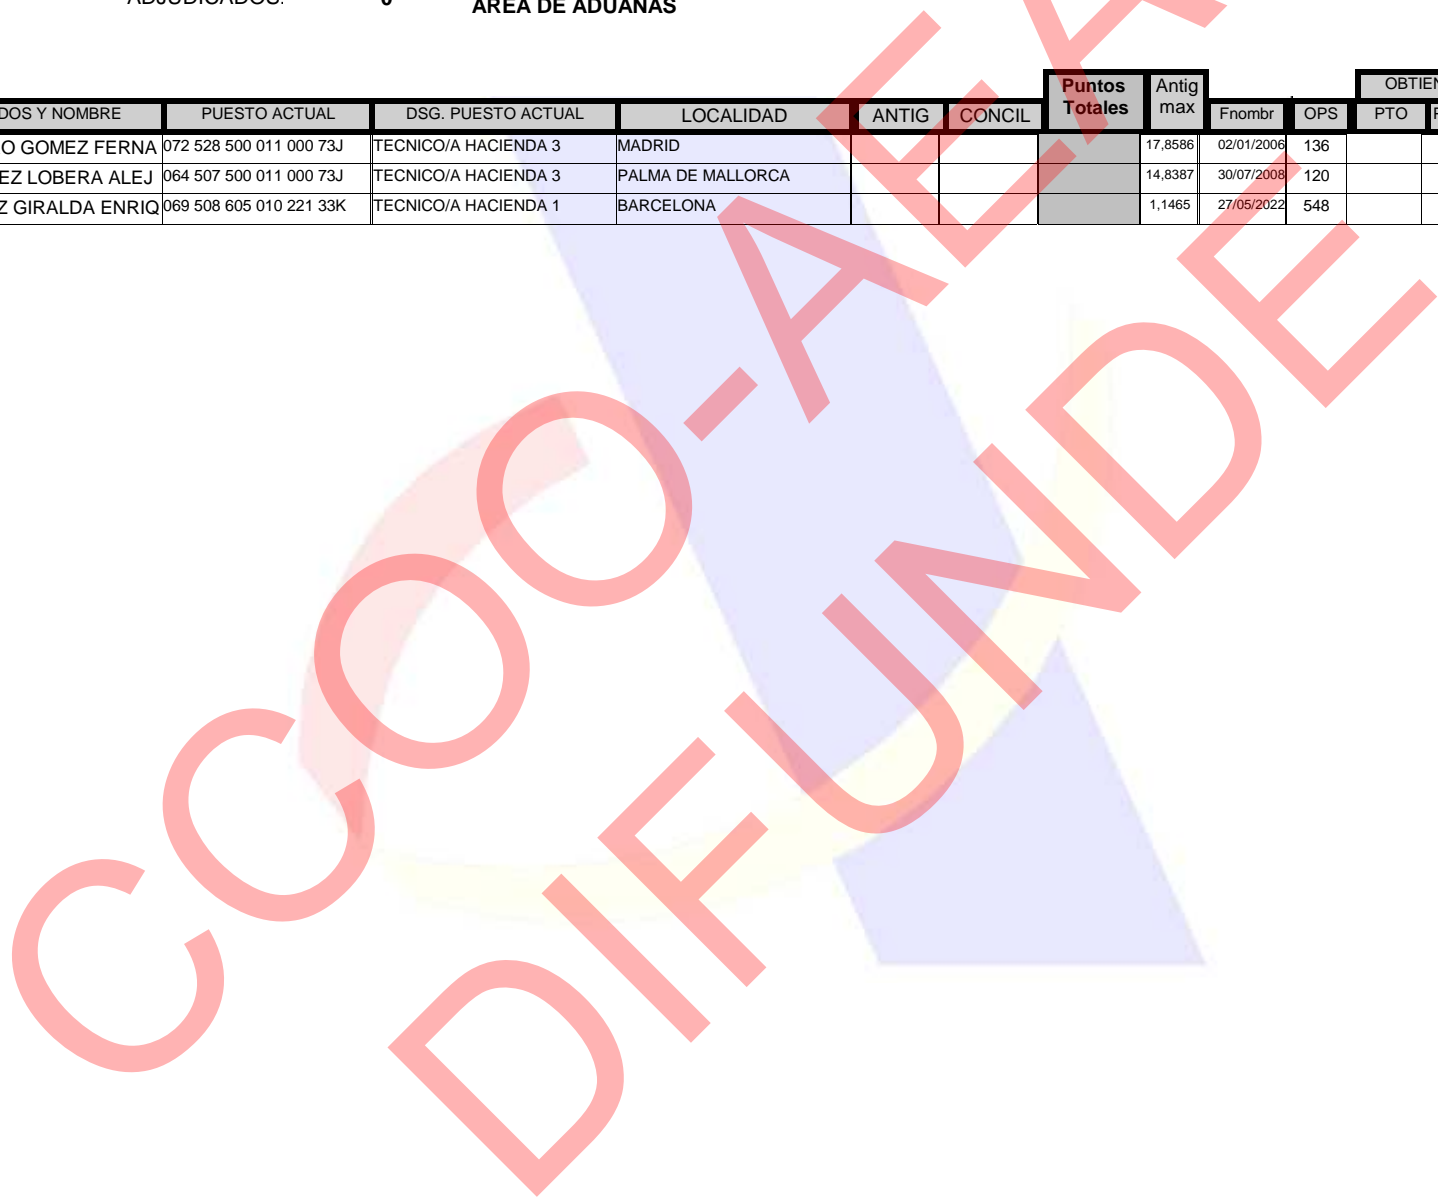 ADJUDICADOS: 0 AREA DE ADUANAS
Puntos Totales Antig max OBTIEN
DOS Y NOMBRE PUESTO ACTUAL DSG. PUESTO ACTUAL LOCALIDAD ANTIG CONCIL Fnombr OPS PTO
O GOMEZ FERNA 072 528 500 011 000 73J TECNICO/A HACIENDA 3 MADRID 17,8586 02/01/2006 136
EZ LOBERA ALEJ 064 507 500 011 000 73J TECNICO/A HACIENDA 3 PALMA DE MALLORCA 14,8387 30/07/2008 120
Z GIRALDA ENRIQ 069 508 605 010 221 33K TECNICO/A HACIENDA 1 BARCELONA 1,1465 27/05/2022 548
CCOO-AEA
DIFUNDE